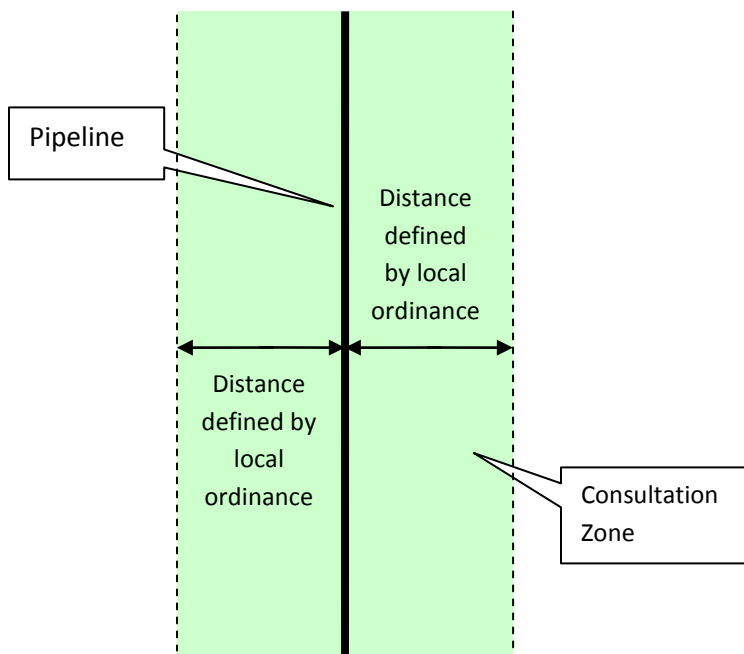 Pipeline
Distance
defined
by local
ordinance
Distance
defined by
local
ordinance
Consultation
Zone